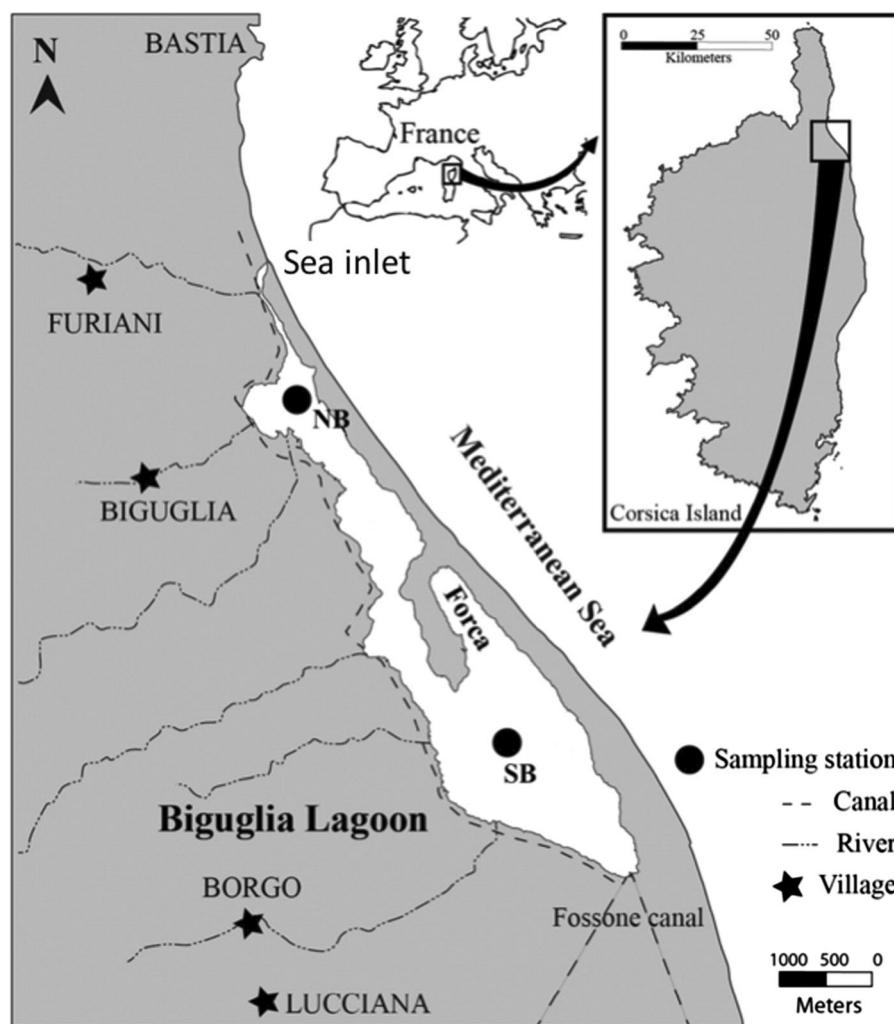 BASTIA
N
France
0 25 50
Kilometers
Corsica Island
Sea inlet
FURIANI
NB
BIGUGLIA
Mediterranean Sea
Forca
SB
Biguglia Lagoon
BORGO
Fossone canal
LUCCIANA
Sampling station
Canal
River
Village
1000 500 0
Meters